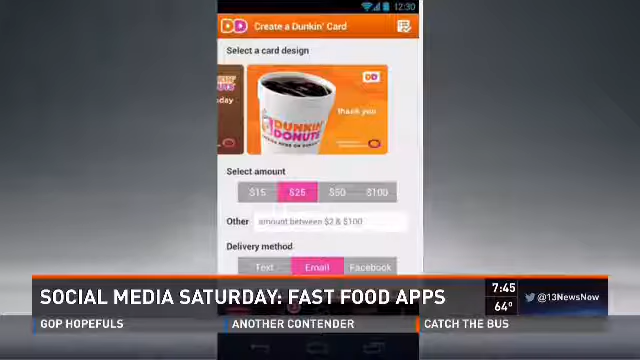 12:30
DD Create a Dunkin' Card
Select a card design
DD
thank you
DUNKIN'
DONUTS
Select amount
$15 $25 $50 $100
Other amount between $2 & $100
Delivery method
Text Email Facebook
SOCIAL MEDIA SATURDAY: FAST FOOD APPS
7:45
64°
@13NewsNow
GOP HOPEFULS
ANOTHER CONTENDER
CATCH THE BUS